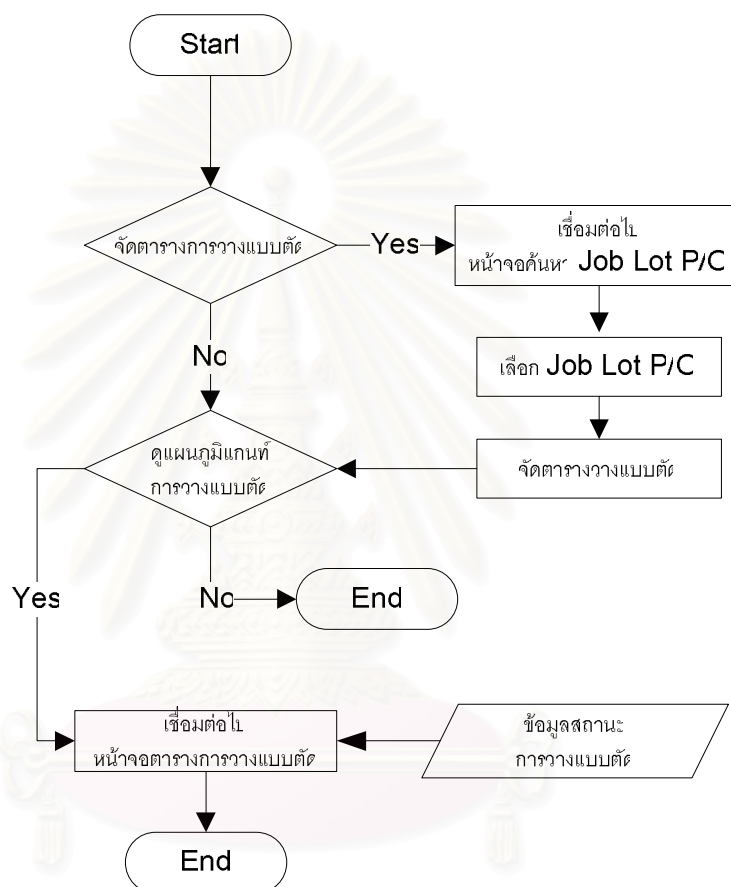 Start
จัดตารางการวางแบบตัด
Yes
เชื่อมต่อไป
หน้าจอค้นหา Job Lot P/O
No
เลือก Job Lot P/O
ดูแผนภูมิแกนท์
การวางแบบตัด
จัดตารางวางแบบตัด
Yes
No
End
เชื่อมต่อไป
หน้าจอตารางการวางแบบตัด
ข้อมูลสถานะ
การวางแบบตัด
End